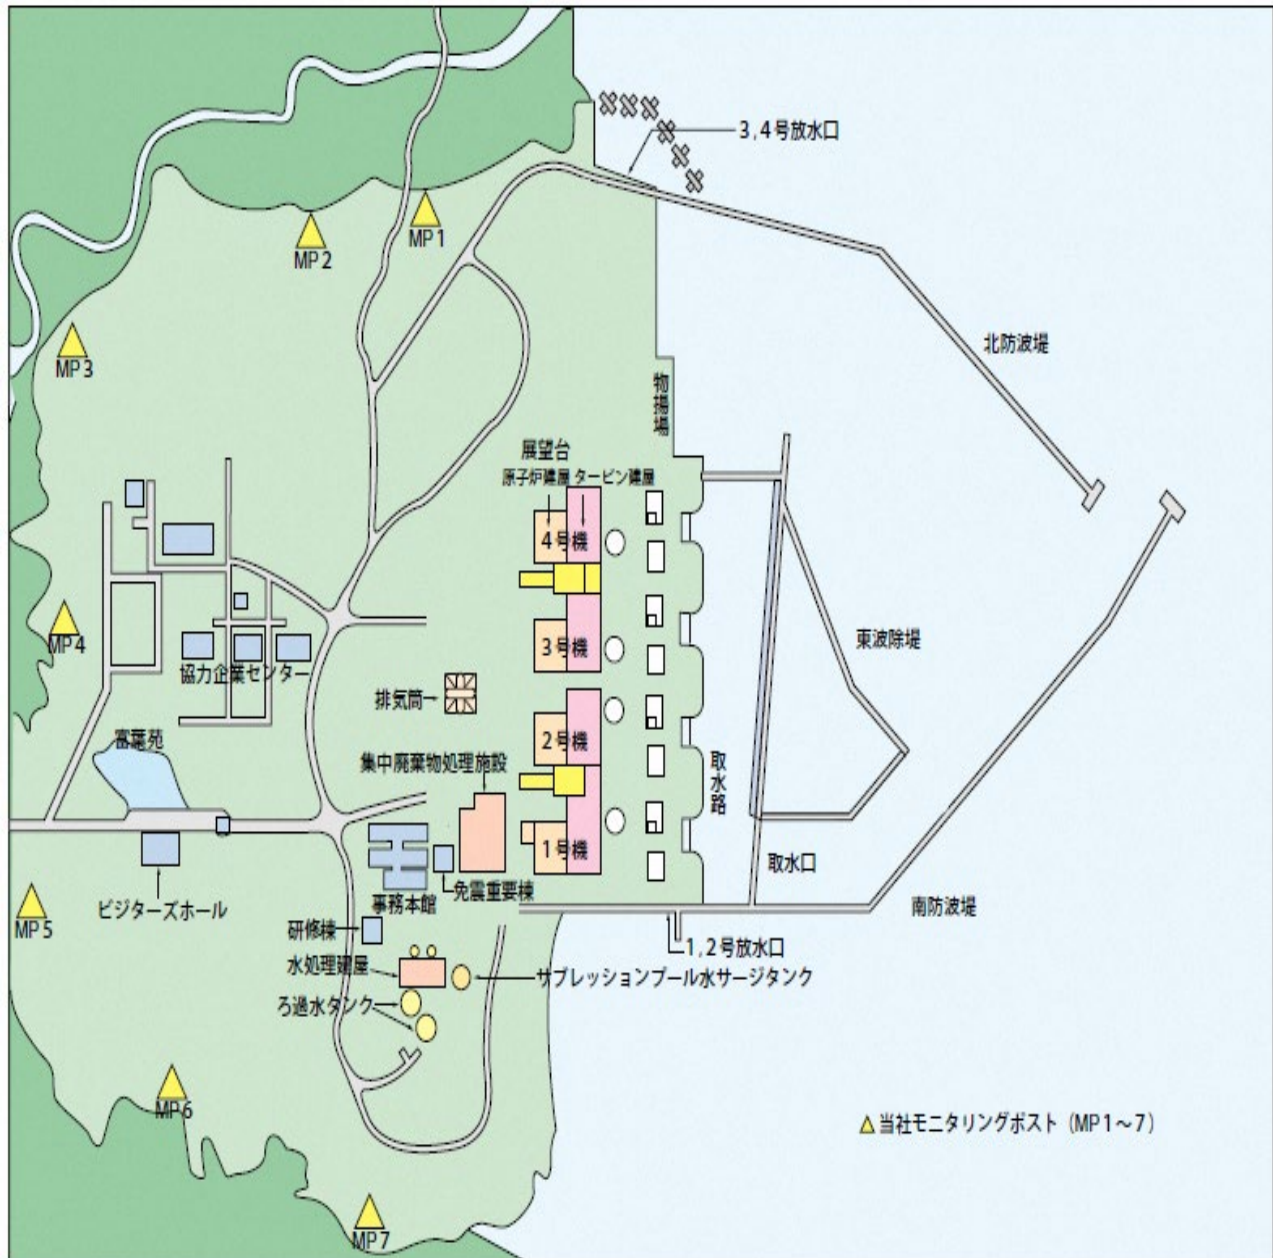 3,4号放水口
MP1
MP2
北防波堤
MP3
物揚場
展望台
原子炉建屋 タービン建屋
4号機
MP4
3号機
東波除堤
協力企業センター
排気筒
富葉苑
2号機
集中廃棄物処理施設
取水路
1号機
取水口
免震重要棟
事務本館
ビジターズホール
南防波堤
MP5
研修棟
1,2号放水口
水処理建屋
サプレッションプール水サージタンク
ろ過水タンク
MP6
当社モニタリングポスト(MP1~7)
MP7